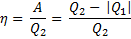 η = A / Q₂ = (Q₂ − |Q₁|) / Q₂